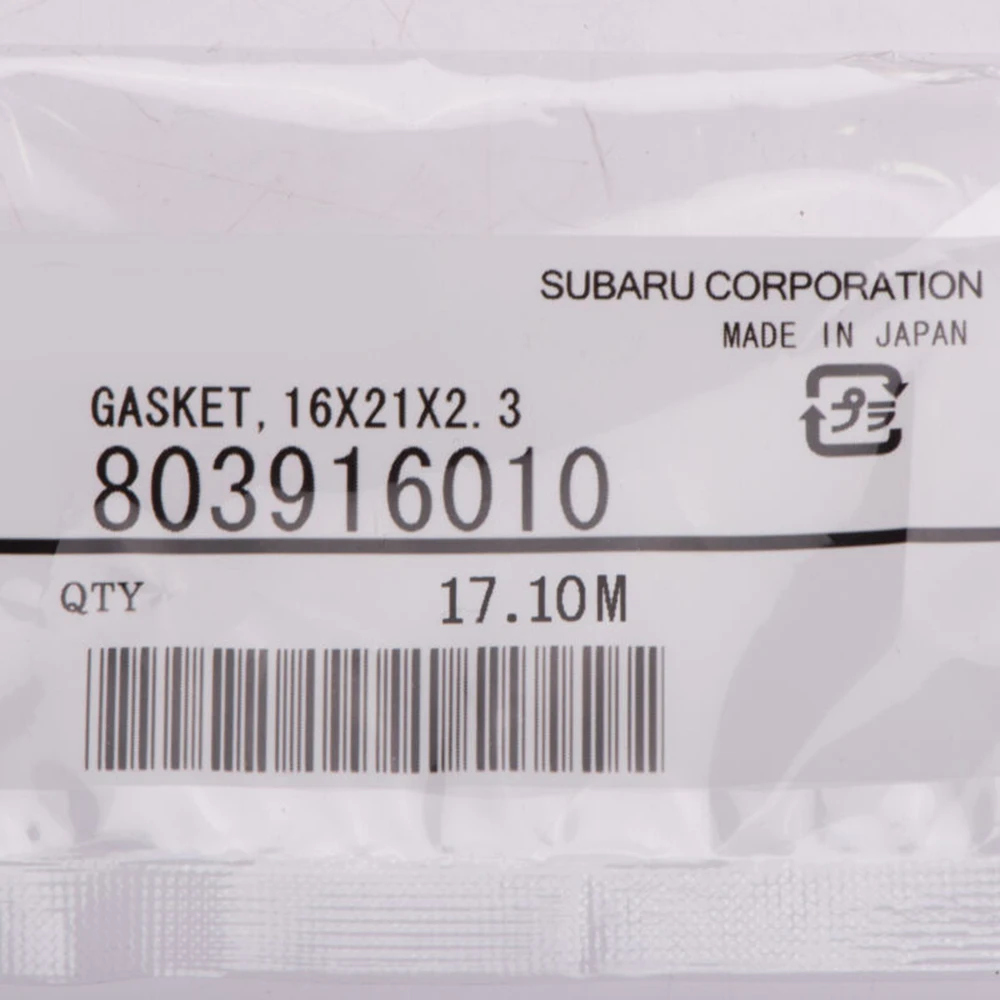 SUBARU CORPORATION
MADE IN JAPAN
プラ
GASKET, 16X21X2. 3
803916010
QTY 17.10M